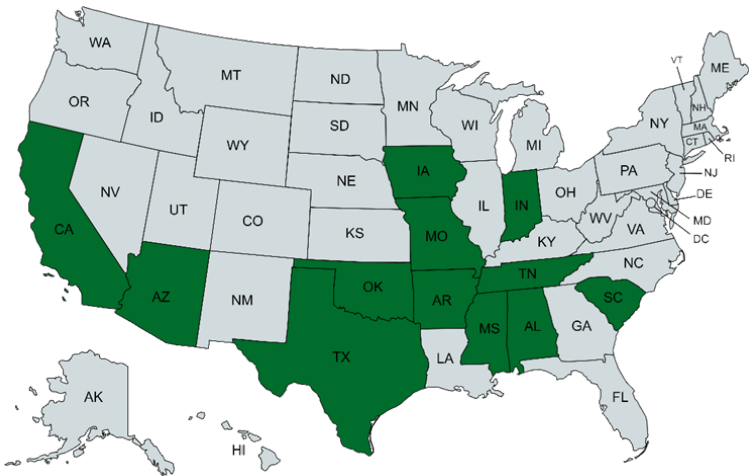 WA
MT
ND
MN
VT
ME
OR
ID
SD
WI
MI
NY
NH
MA
CT
RI
WY
IA
NE
PA
NJ
NV
UT
CO
IL
IN
OH
DE
MD
DC
CA
KS
MO
WV
VA
KY
NC
AZ
NM
OK
AR
TN
SC
TX
MS
AL
GA
LA
AK
HI
FL